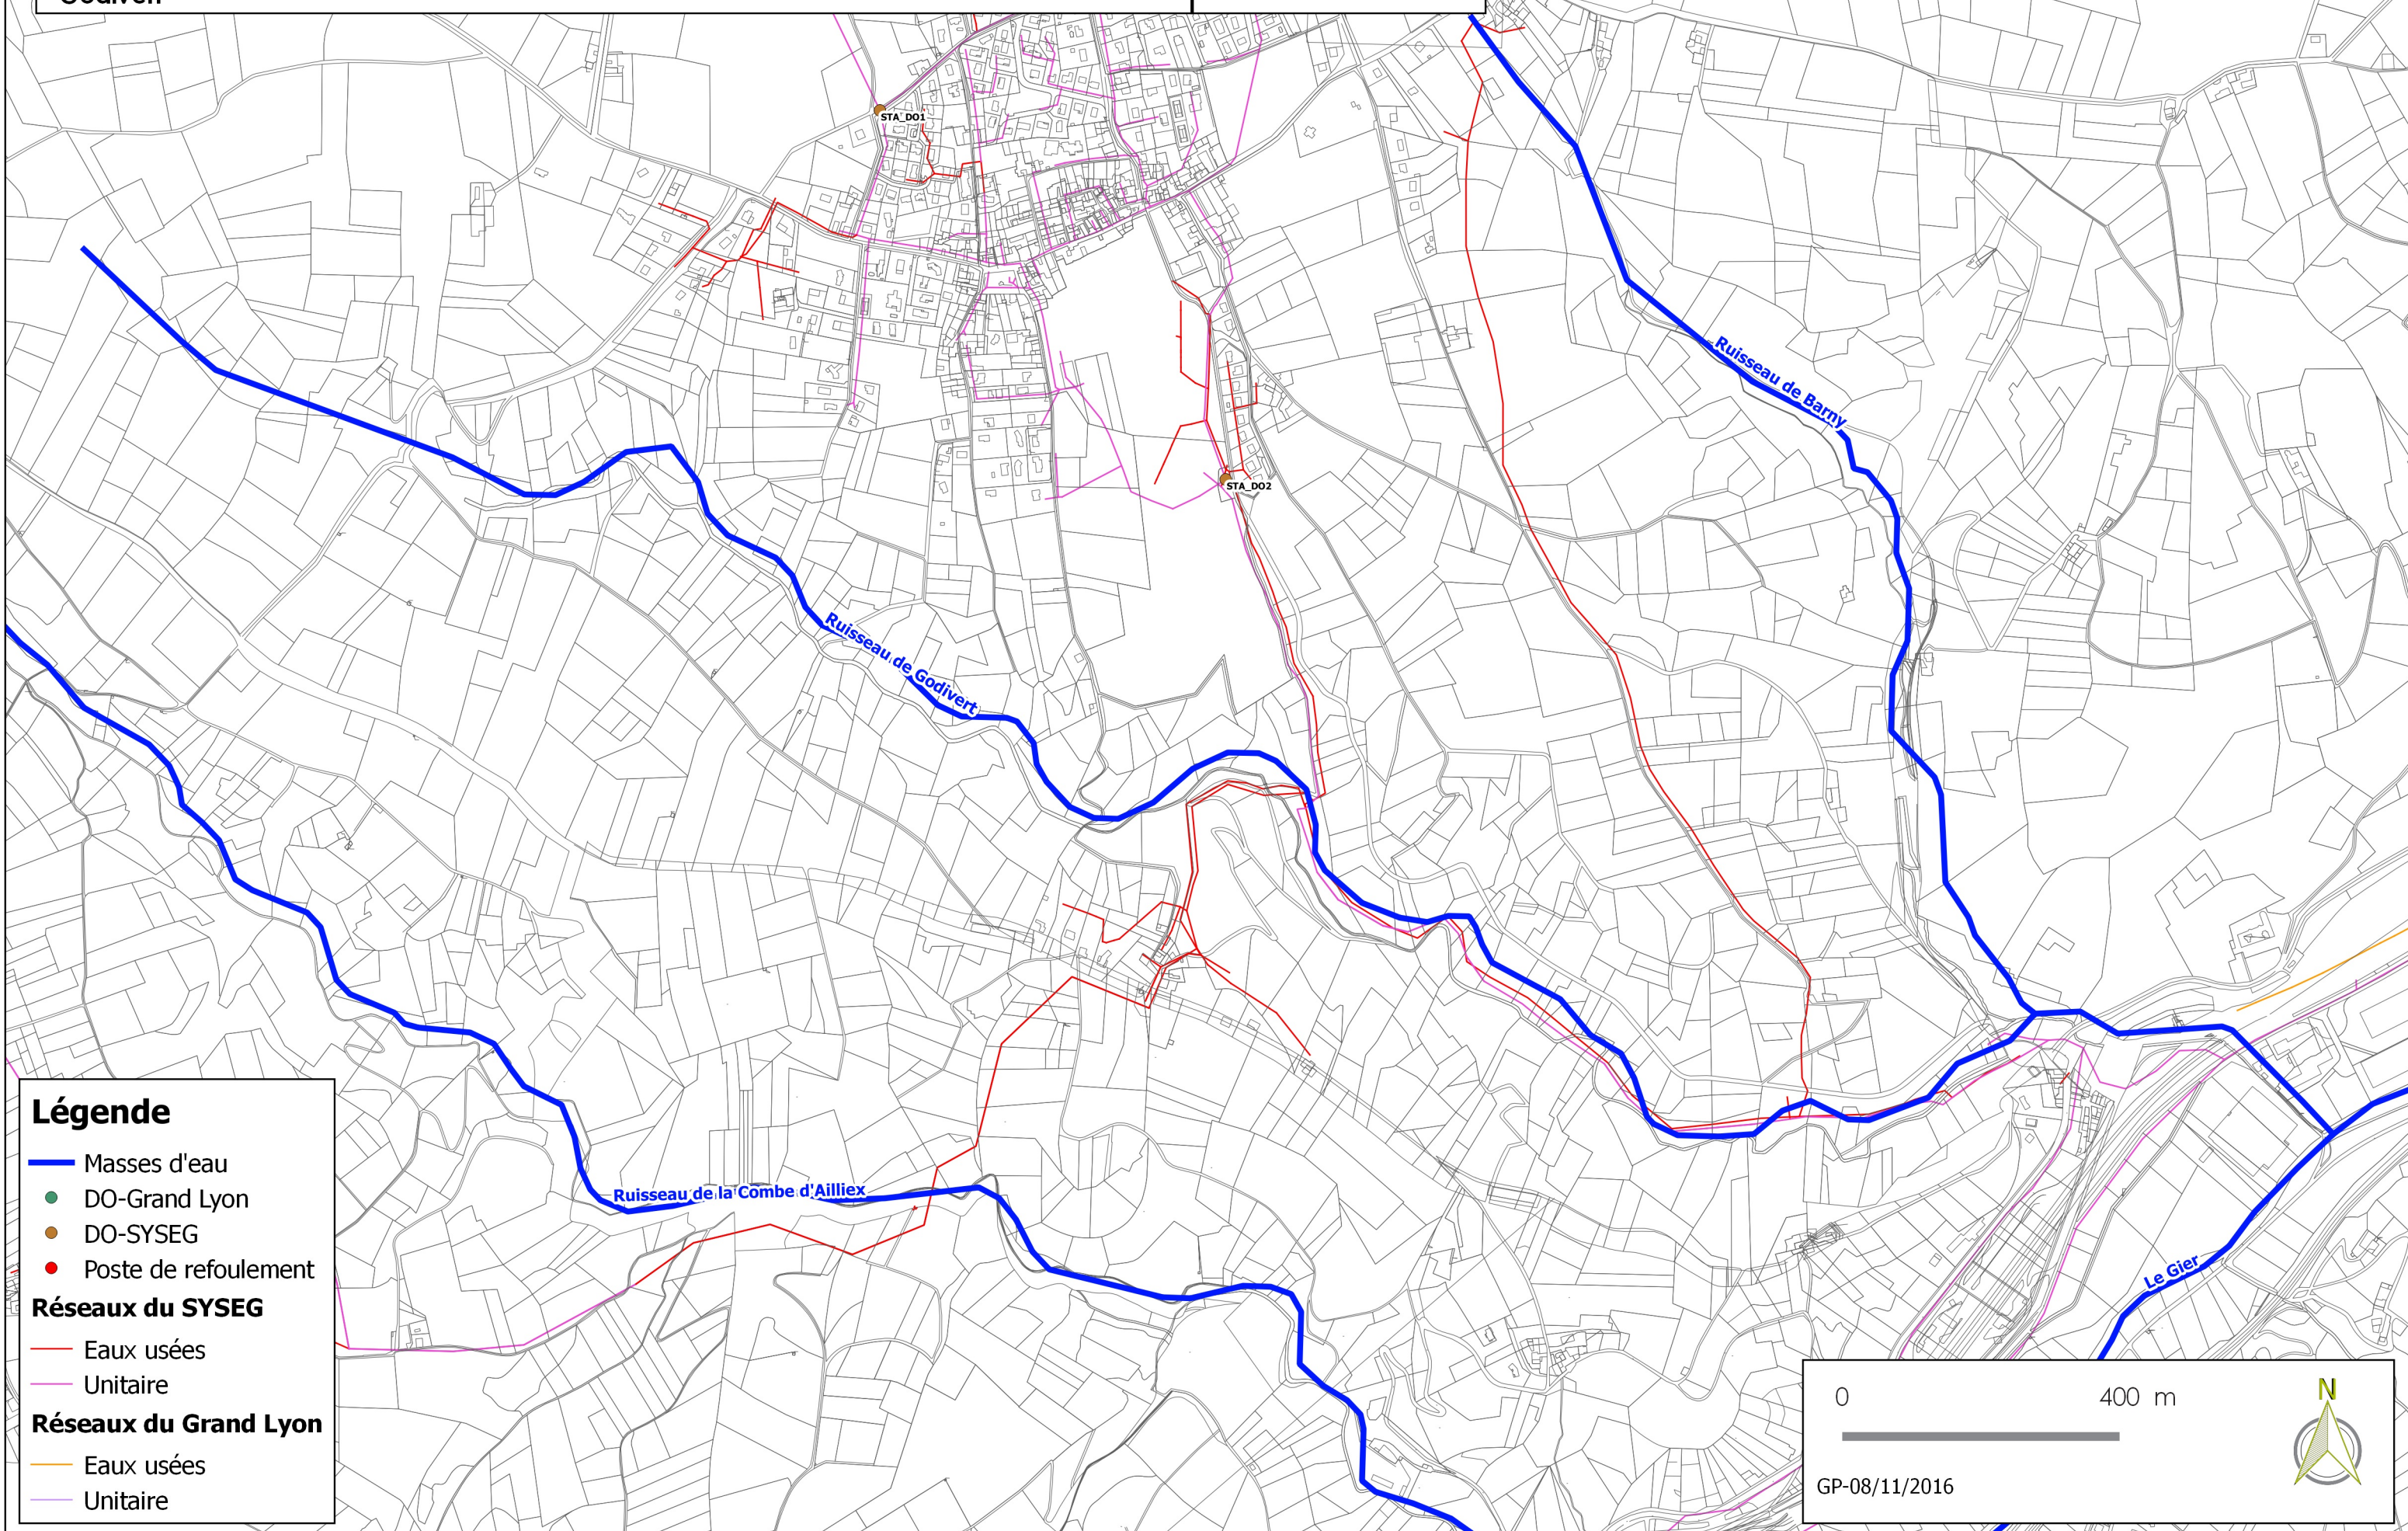 STA_DO1
Ruisseau de Barny
STA_DO2
Ruisseau de Godivert
Ruisseau de la Combe d'Ailliex
Le Gier
Légende
Masses d'eau
DO-Grand Lyon
DO-SYSEG
Poste de refoulement
Réseaux du SYSEG
Eaux usées
Unitaire
Réseaux du Grand Lyon
Eaux usées
Unitaire
0 400 m
N
GP-08/11/2016